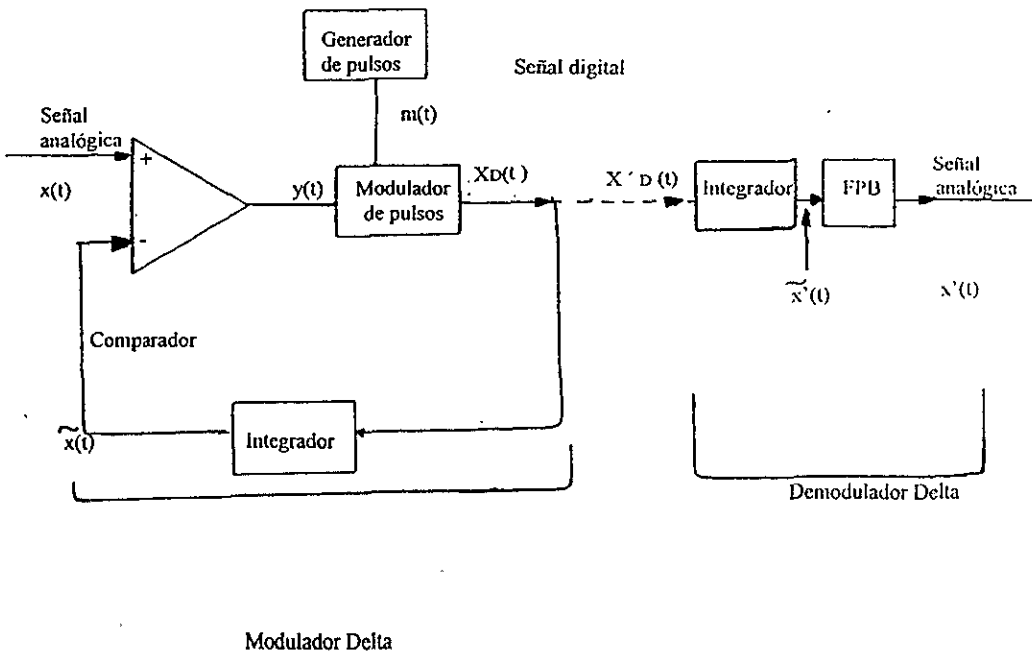 Generador
de pulsos
Señal digital
m(t)
Señal
analógica
x(t)
+
-
y(t)
Modulador
de pulsos
XD(t)
X´D(t)
Integrador
FPB
Señal
analógica
x̃'(t)
x'(t)
Comparador
x̃(t)
Integrador
Demodulador Delta
Modulador Delta